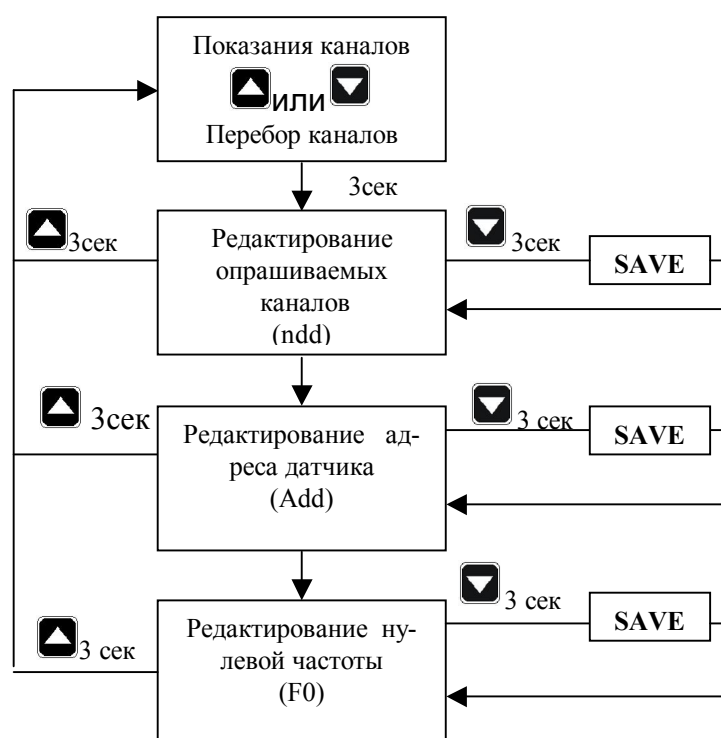 Показания каналов
или
Перебор каналов
3сек
3сек
Редактирование
опрашиваемых
каналов
(ndd)
3сек
SAVE
3сек
Редактирование ад-
реса датчика
(Add)
3 сек
SAVE
3 сек
Редактирование ну-
левой частоты
(F0)
3 сек
SAVE